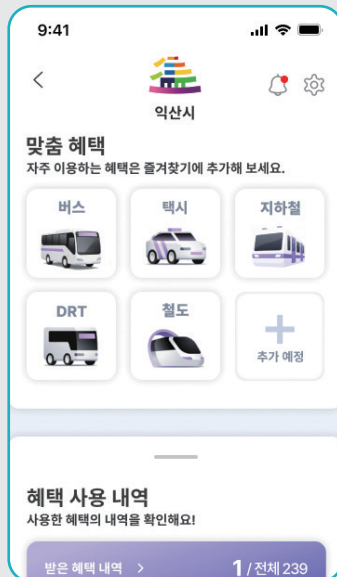 9:41
익산시
맞춤 혜택
자주 이용하는 혜택은 즐겨찾기에 추가해 보세요.
버스
택시
지하철
DRT
철도
추가 예정
혜택 사용 내역
사용한 혜택의 내역을 확인해요!
받은 혜택 내역 >
1 / 전체 239